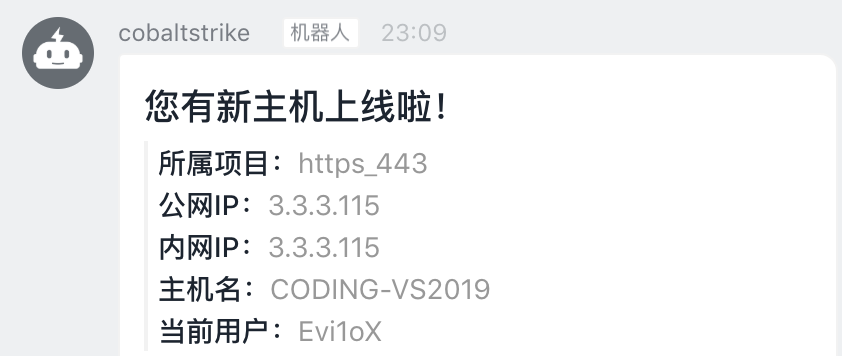 cobaltstrike 机器人 23:09
您有新主机上线啦！
所属项目：https_443
公网IP：3.3.3.115
内网IP：3.3.3.115
主机名：CODING-VS2019
当前用户：Evi1oX